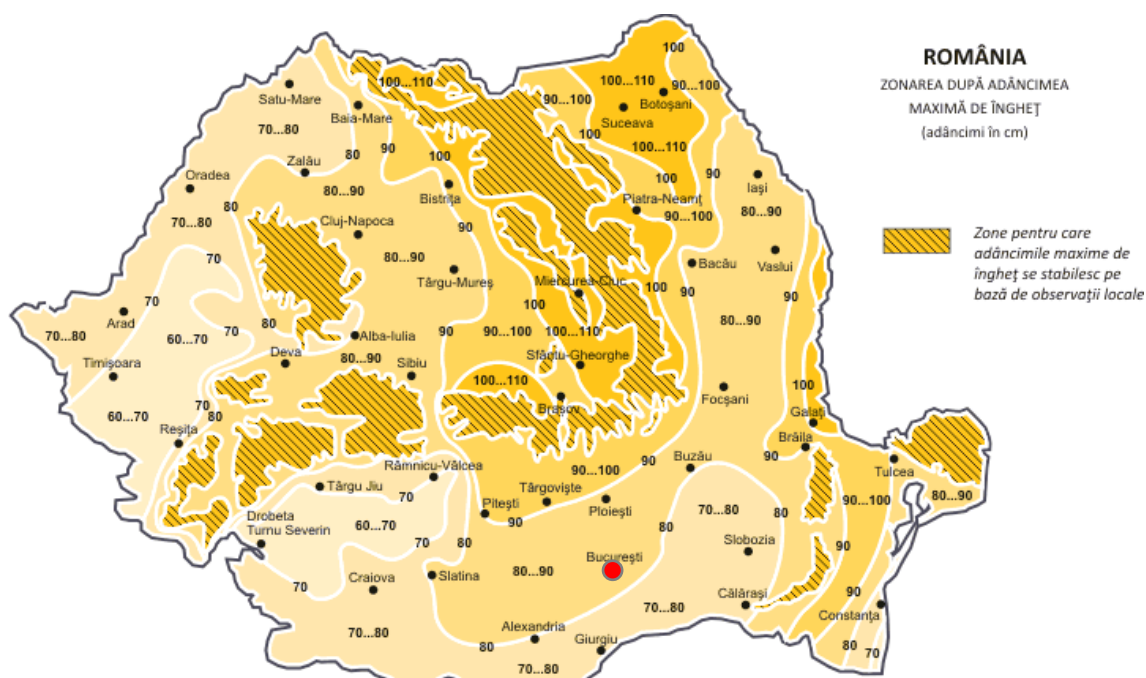 ROMÂNIA
ZONAREA DUPĂ ADÂNCIMEA
MAXIMĂ DE ÎNGHEŢ
(adâncimi în cm)
Zone pentru care
adâncimile maxime de
îngheț se stabilesc pe
bază de observații locale
100
100...110
90...100
90...100
100...110
Botoșani
Suceava
Satu-Mare
Baia-Mare
70...80
80
90
100
100
100...110
100
90
Zalău
Oradea
80...90
Bistrița
Iași
80
70...80
Cluj-Napoca
90
Piatra-Neamț
90...100
80...90
70
80...90
Târgu-Mureș
Bacău
Vaslui
Miercurea-Ciuc
100
90
90
70
100
Arad
70...80
60...70
70
80
Alba-Iulia
90
90...100
100...110
80...90
Timișoara
Deva
80...90
Sibiu
Sfântu-Gheorghe
100...110
Focșani
100
60...70
70
80
Brașov
Galați
Reșița
Brăila
Râmnicu-Vâlcea
90...100
90
Buzău
90
Tulcea
Târgu Jiu
70
Târgoviște
90...100
80...90
Pitești
90
Ploiești
70...80
80
Drobeta
Turnu Severin
60...70
80
Slobozia
90
70
80
București
70
Craiova
Slatina
80...90
Călărași
90
70...80
Constanța
Alexandria
70...80
80
Giurgiu
80
70
70...80